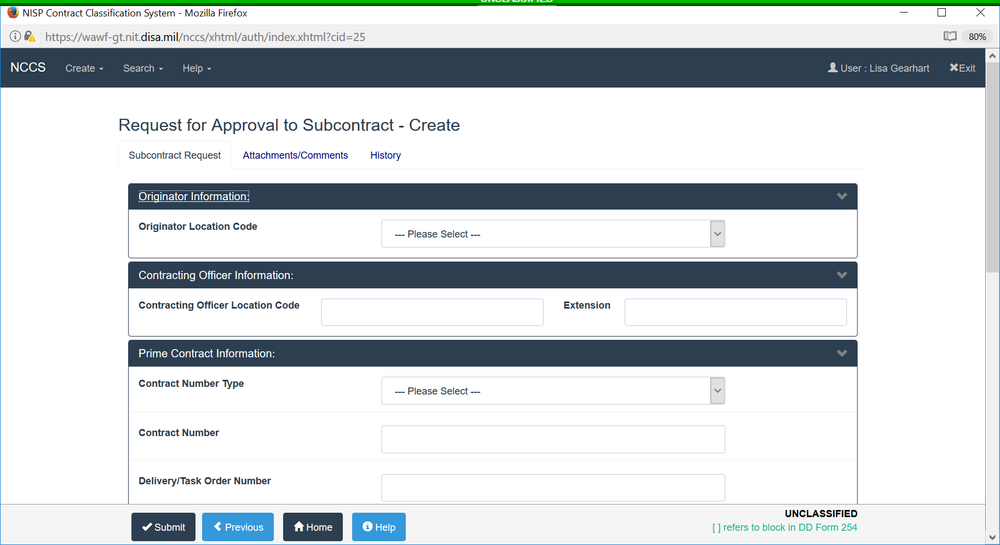 UNCLASSIFIED
NISP Contract Classification System - Mozilla Firefox
https://wawf-gt.nit.disa.mil/nccs/xhtml/auth/index.xhtml?cid=25
80%
NCCS Create Search Help User : Lisa Gearhart Exit
Request for Approval to Subcontract - Create
Subcontract Request Attachments/Comments History
Originator Information:
Originator Location Code --- Please Select ---
Contracting Officer Information:
Contracting Officer Location Code Extension
Prime Contract Information:
Contract Number Type --- Please Select ---
Contract Number
Delivery/Task Order Number
UNCLASSIFIED
Submit Previous Home Help [ ] refers to block in DD Form 254